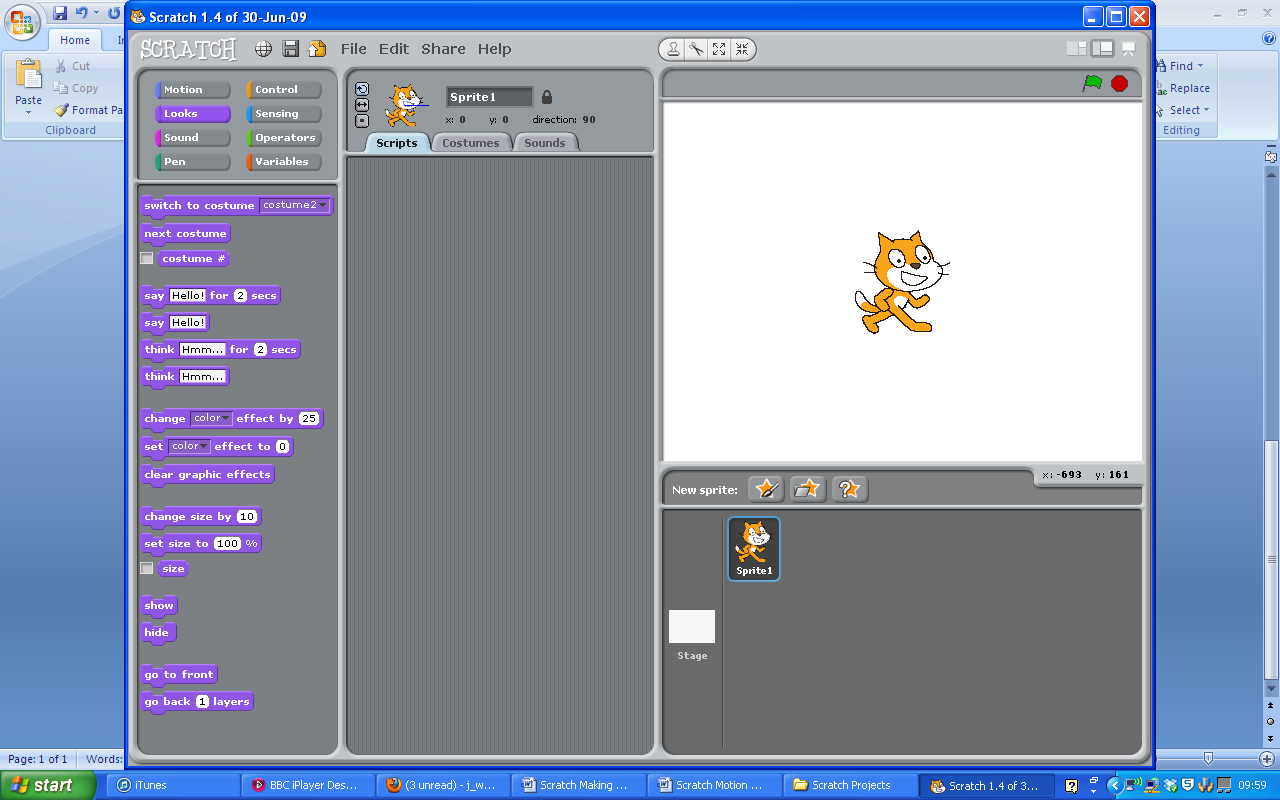 Scratch 1.4 of 30-Jun-09
Home
Cut
Copy
Format Pa
Paste
Clipboard
SCRATCH
File Edit Share Help
Find
Replace
Select
Editing
Motion Control
Looks Sensing
Sound Operators
Pen Variables
Sprite1
x: 0 y: 0 direction: 90
Scripts Costumes Sounds
switch to costume costume2
next costume
costume #
say Hello! for 2 secs
say Hello!
think Hmm... for 2 secs
think Hmm...
change color effect by 25
set color effect to 0
clear graphic effects
change size by 10
set size to 100 %
size
show
hide
go to front
go back 1 layers
x: -693 y: 161
New sprite:
Sprite1
Stage
Page: 1 of 1 Words:
start
iTunes
BBC iPlayer Des...
(3 unread) - j_w...
Scratch Making ...
Scratch Motion ...
Scratch Projects
Scratch 1.4 of 3...
09:59